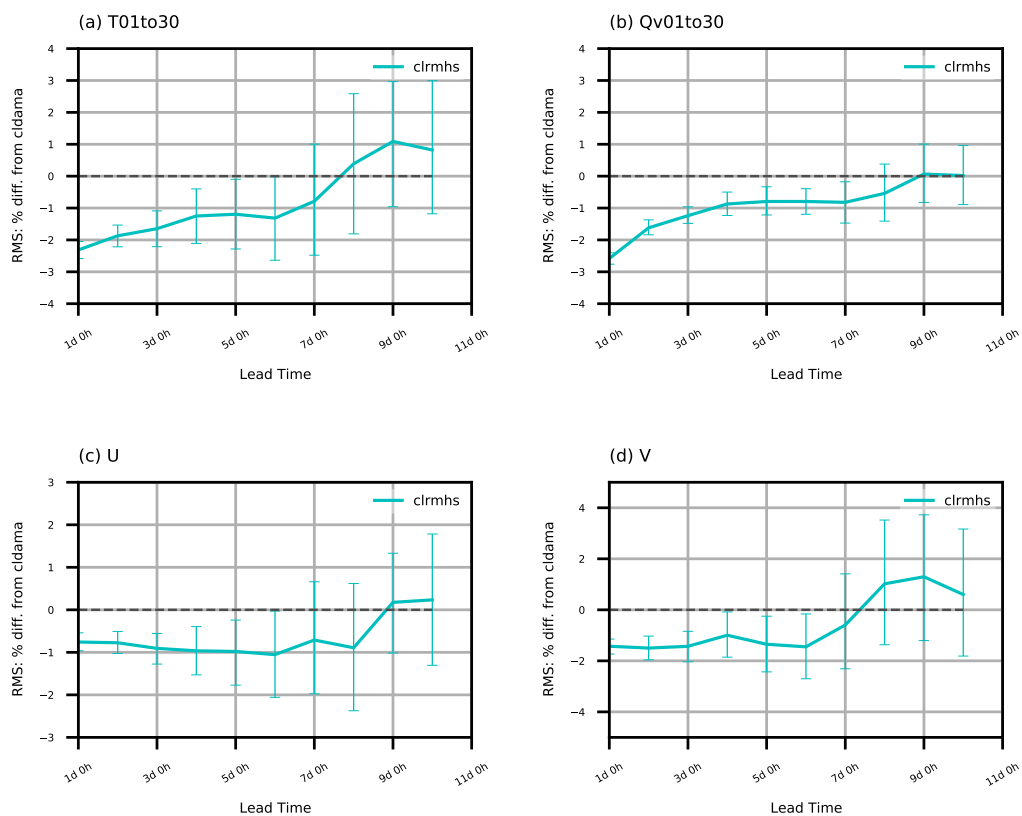 (a) T01to30
RMS: % diff. from cldama
4
3
2
1
0
−1
−2
−3
−4
clrmhs
1d 0h 3d 0h 5d 0h 7d 0h 9d 0h 11d 0h
Lead Time
(b) Qv01to30
RMS: % diff. from cldama
4
3
2
1
0
−1
−2
−3
−4
clrmhs
1d 0h 3d 0h 5d 0h 7d 0h 9d 0h 11d 0h
Lead Time
(c) U
RMS: % diff. from cldama
3
2
1
0
−1
−2
−3
clrmhs
1d 0h 3d 0h 5d 0h 7d 0h 9d 0h 11d 0h
Lead Time
(d) V
RMS: % diff. from cldama
4
2
0
−2
−4
clrmhs
1d 0h 3d 0h 5d 0h 7d 0h 9d 0h 11d 0h
Lead Time